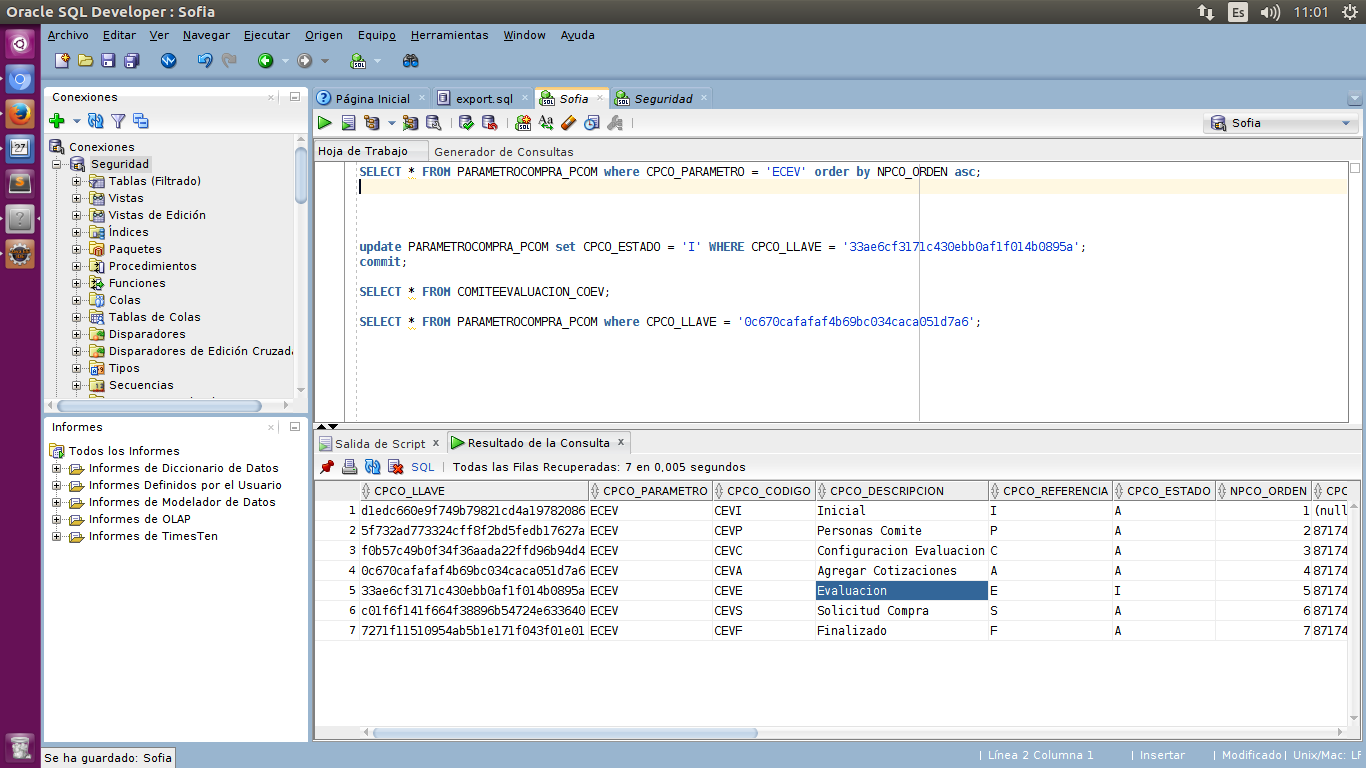 Oracle SQL Developer : Sofia
Es 11:01
Archivo Editar Ver Navegar Ejecutar Origen Equipo Herramientas Window Ayuda
Conexiones
Página Inicial export.sql Sofia Seguridad
Sofia
Hoja de Trabajo Generador de Consultas
Conexiones
Seguridad
Tablas (Filtrado)
Vistas
Vistas de Edición
Índices
Paquetes
Procedimientos
Funciones
Colas
Tablas de Colas
Disparadores
Disparadores de Edición Cruzada
Tipos
Secuencias
SELECT * FROM PARAMETROCOMPRA_PCOM where CPCO_PARAMETRO = 'ECEV' order by NPCO_ORDEN asc;
update PARAMETROCOMPRA_PCOM set CPCO_ESTADO = 'I' WHERE CPCO_LLAVE = '33ae6cf3171c430ebb0af1f014b0895a';
commit;
SELECT * FROM COMITEEVALUACION_COEV;
SELECT * FROM PARAMETROCOMPRA_PCOM where CPCO_LLAVE = '0c670cafafaf4b69bc034caca051d7a6';
Informes
Todos los Informes
Informes de Diccionario de Datos
Informes Definidos por el Usuario
Informes de Modelador de Datos
Informes de OLAP
Informes de TimesTen
Salida de Script x Resultado de la Consulta x
SQL | Todas las Filas Recuperadas: 7 en 0,005 segundos
CPCO_LLAVE CPCO_PARAMETRO CPCO_CODIGO CPCO_DESCRIPCION CPCO_REFERENCIA CPCO_ESTADO NPCO_ORDEN CPC
1 d1edc660e9f749b79821cd4a19782086 ECEV CEVI Inicial I A 1 (null
2 5f732ad773324cff8f2bd5fedb17627a ECEV CEVP Personas Comite P A 2 87174
3 f0b57c49b0f34f36aada22ffd96b94d4 ECEV CEVC Configuracion Evaluacion C A 3 87174
4 0c670cafafaf4b69bc034caca051d7a6 ECEV CEVA Agregar Cotizaciones A A 4 87174
5 33ae6cf3171c430ebb0af1f014b0895a ECEV CEVE Evaluacion E I 5 87174
6 c01f6f141f664f38896b54724e633640 ECEV CEVS Solicitud Compra S A 6 87174
7 7271f11510954ab5b1e171f043f01e01 ECEV CEVF Finalizado F A 7 87174
Se ha guardado: Sofia
| Línea 2 Columna 1 | Insertar | Modificado | Unix/Mac: LF